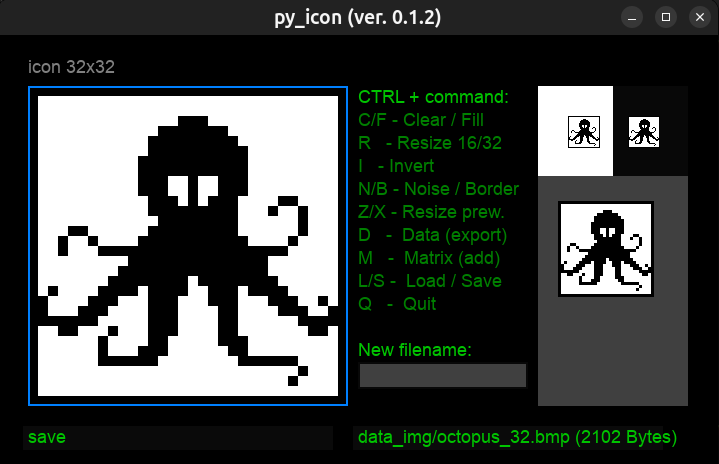 py_icon (ver. 0.1.2)
icon 32x32
CTRL + command:
C/F - Clear / Fill
R - Resize 16/32
I - Invert
N/B - Noise / Border
Z/X - Resize prew.
D - Data (export)
M - Matrix (add)
L/S - Load / Save
Q - Quit
New filename:
save
data_img/octopus_32.bmp (2102 Bytes)